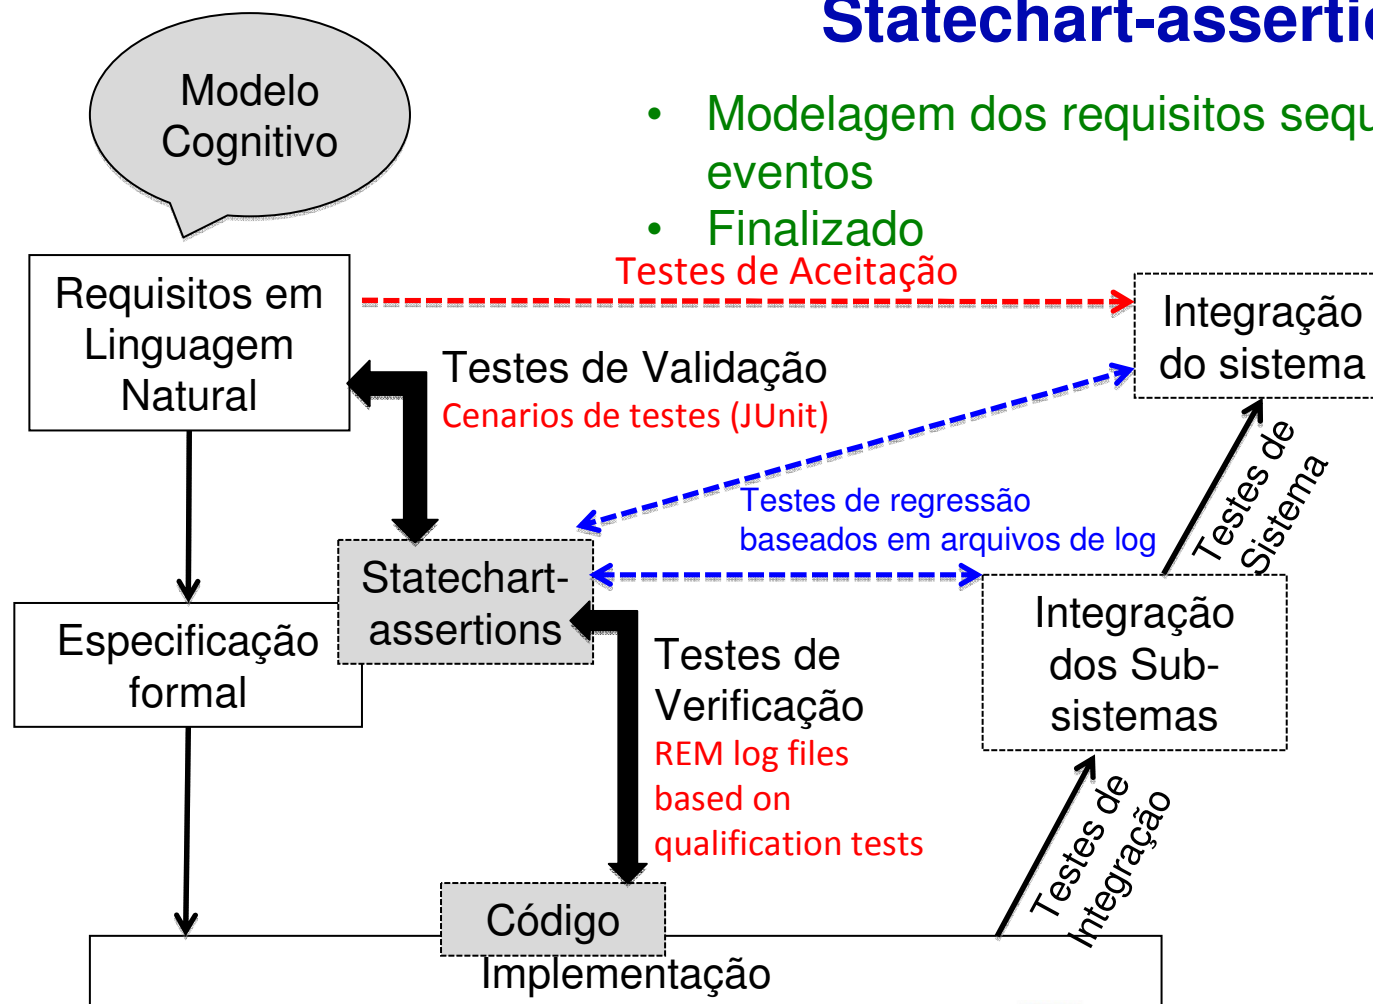 Statechart-assertio
Modelo
Cognitivo
• Modelagem dos requisitos sequ
eventos
• Finalizado
Testes de Aceitação
Requisitos em
Linguagem
Natural
Integração
do sistema
Testes de Validação
Cenarios de testes (JUnit)
Testes de
Sistema
Testes de regressão
baseados em arquivos de log
Statechart-
assertions
Especificação
formal
Integração
dos Sub-
sistemas
Testes de
Verificação
REM log files
based on
qualification tests
Testes de
Integração
Código
Implementação